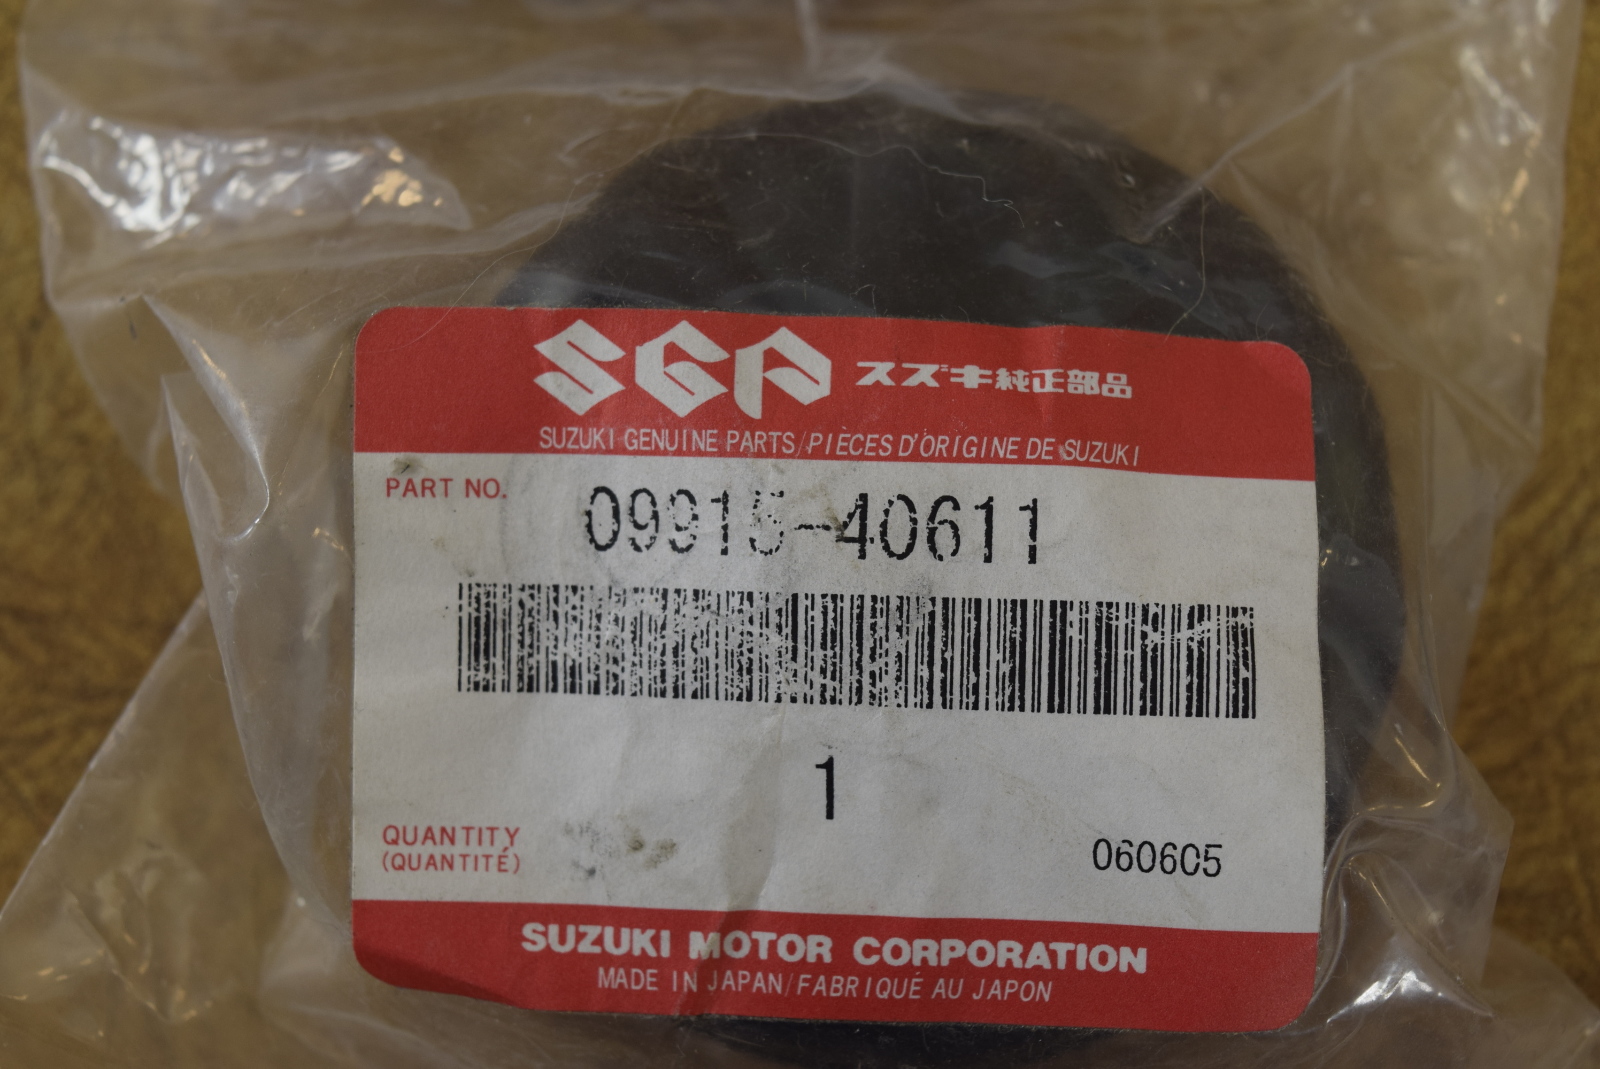 SGP スズキ純正部品
SUZUKI GENUINE PARTS/PIÈCES D'ORIGINE DE SUZUKI
PART NO. 09915-40611
1
QUANTITY
(QUANTITÉ)
060605
SUZUKI MOTOR CORPORATION
MADE IN JAPAN/FABRIQUÉ AU JAPON